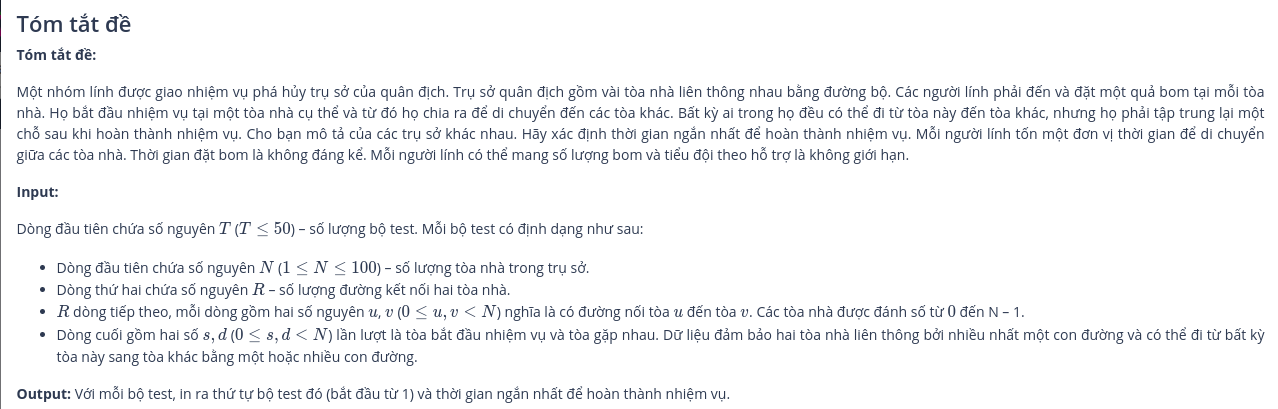 Tóm tắt đề
Tóm tắt đề:
Một nhóm lính được giao nhiệm vụ phá hủy trụ sở của quân địch. Trụ sở quân địch gồm vài tòa nhà liên thông nhau bằng đường bộ. Các người lính phải đến và đặt một quả bom tại mỗi tòa
nhà. Họ bắt đầu nhiệm vụ tại một tòa nhà cụ thể và từ đó họ chia ra để di chuyển đến các tòa khác. Bất kỳ ai trong họ đều có thể đi từ tòa này đến tòa khác, nhưng họ phải tập trung lại một
chỗ sau khi hoàn thành nhiệm vụ. Cho bạn mô tả của các trụ sở khác nhau. Hãy xác định thời gian ngắn nhất để hoàn thành nhiệm vụ. Mỗi người lính tốn một đơn vị thời gian để di chuyển
giữa các tòa nhà. Thời gian đặt bom là không đáng kể. Mỗi người lính có thể mang số lượng bom và tiểu đội theo hỗ trợ là không giới hạn.
Input:
Dòng đầu tiên chứa số nguyên T (T ≤ 50) – số lượng bộ test. Mỗi bộ test có định dạng như sau:
• Dòng đầu tiên chứa số nguyên N (1 ≤ N ≤ 100) – số lượng tòa nhà trong trụ sở.
• Dòng thứ hai chứa số nguyên R – số lượng đường kết nối hai tòa nhà.
• R dòng tiếp theo, mỗi dòng gồm hai số nguyên u, v (0 ≤ u, v < N) nghĩa là có đường nối tòa u đến tòa v. Các tòa nhà được đánh số từ 0 đến N – 1.
• Dòng cuối gồm hai số s, d (0 ≤ s, d < N) lần lượt là tòa bắt đầu nhiệm vụ và tòa gặp nhau. Dữ liệu đảm bảo hai tòa nhà liên thông bởi nhiều nhất một con đường và có thể đi từ bất kỳ
tòa này sang tòa khác bằng một hoặc nhiều con đường.
Output: Với mỗi bộ test, in ra thứ tự bộ test đó (bắt đầu từ 1) và thời gian ngắn nhất để hoàn thành nhiệm vụ.